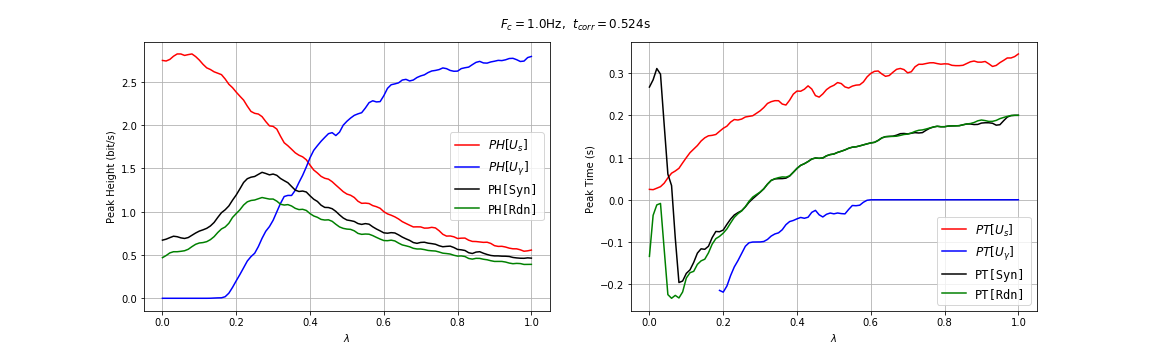 F_c = 1.0Hz, t_corr = 0.524s
Peak Height (bit/s)
2.5
2.0
1.5
1.0
0.5
0.0
0.0 0.2 0.4 0.6 0.8 1.0
λ
PH[U_s]
PH[U_γ]
PH[Syn]
PH[Rdn]
Peak Time (s)
0.3
0.2
0.1
0.0
−0.1
−0.2
0.0 0.2 0.4 0.6 0.8 1.0
λ
PT[U_s]
PT[U_γ]
PT[Syn]
PT[Rdn]